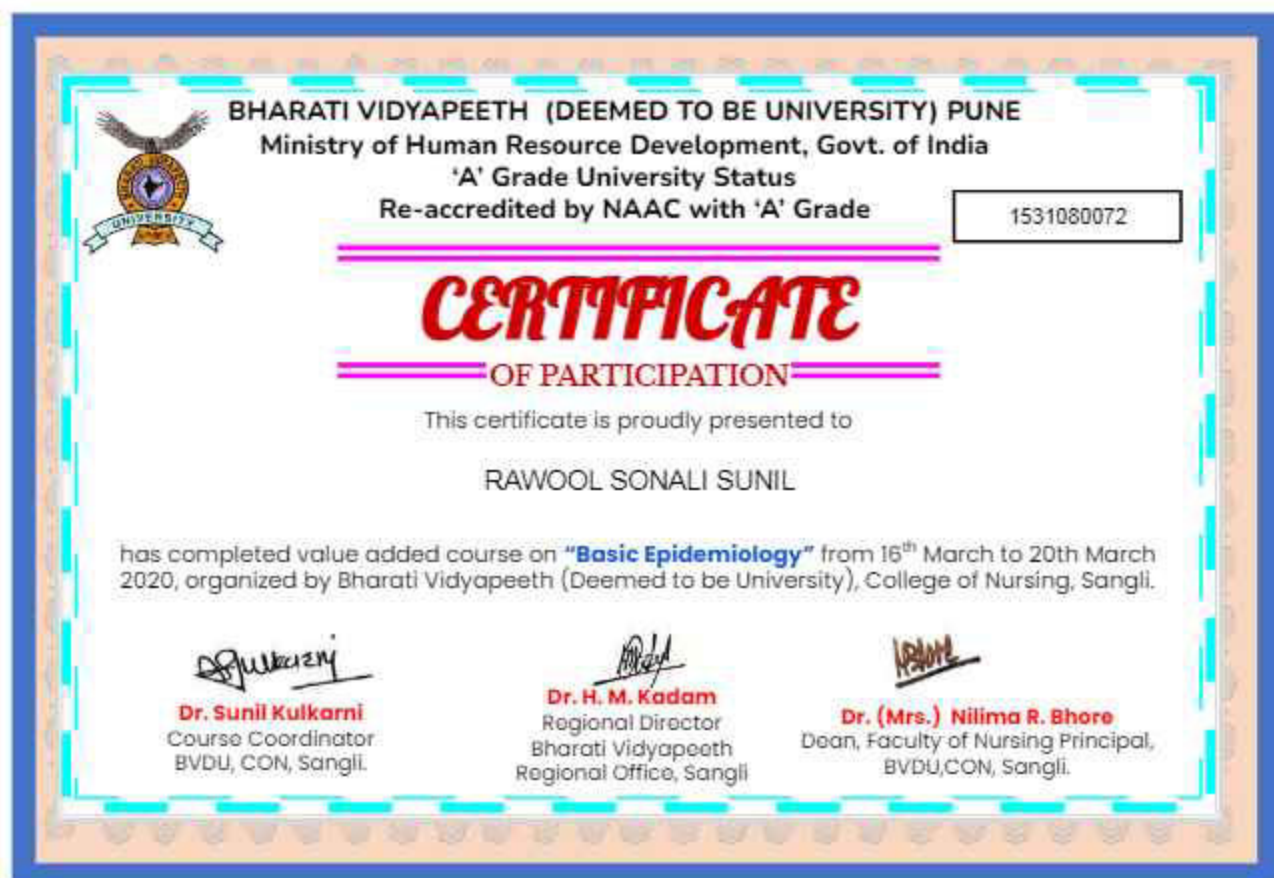 BHARATI VIDYAPEETH (DEEMED TO BE UNIVERSITY) PUNE
Ministry of Human Resource Development, Govt. of India
‘A’ Grade University Status
Re-accredited by NAAC with ‘A’ Grade
1531080072
BHARATI VIDYAPEETH
UNIVERSITY
CERTIFICATE
OF PARTICIPATION
This certificate is proudly presented to
RAWOOL SONALI SUNIL
has completed value added course on “Basic Epidemiology” from 16th March to 20th March
2020, organized by Bharati Vidyapeeth (Deemed to be University), College of Nursing, Sangli.
Dr. Sunil Kulkarni
Course Coordinator
BVDU, CON, Sangli.
Dr. H. M. Kadam
Regional Director
Bharati Vidyapeeth
Regional Office, Sangli
Dr. (Mrs.) Nilima R. Bhore
Dean, Faculty of Nursing Principal,
BVDU,CON, Sangli.